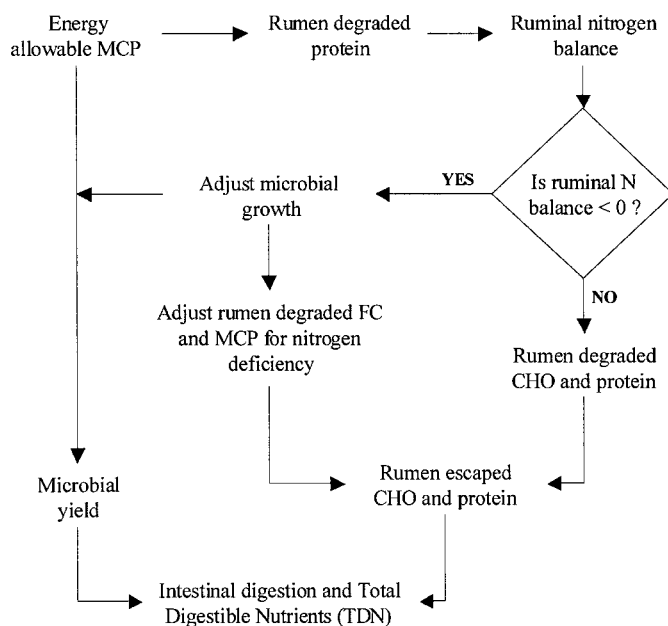 Energy
allowable MCP
Rumen degraded
protein
Ruminal nitrogen
balance
Is ruminal N
balance < 0 ?
YES
Adjust microbial
growth
NO
Adjust rumen degraded FC
and MCP for nitrogen
deficiency
Rumen degraded
CHO and protein
Rumen escaped
CHO and protein
Microbial
yield
Intestinal digestion and Total
Digestible Nutrients (TDN)